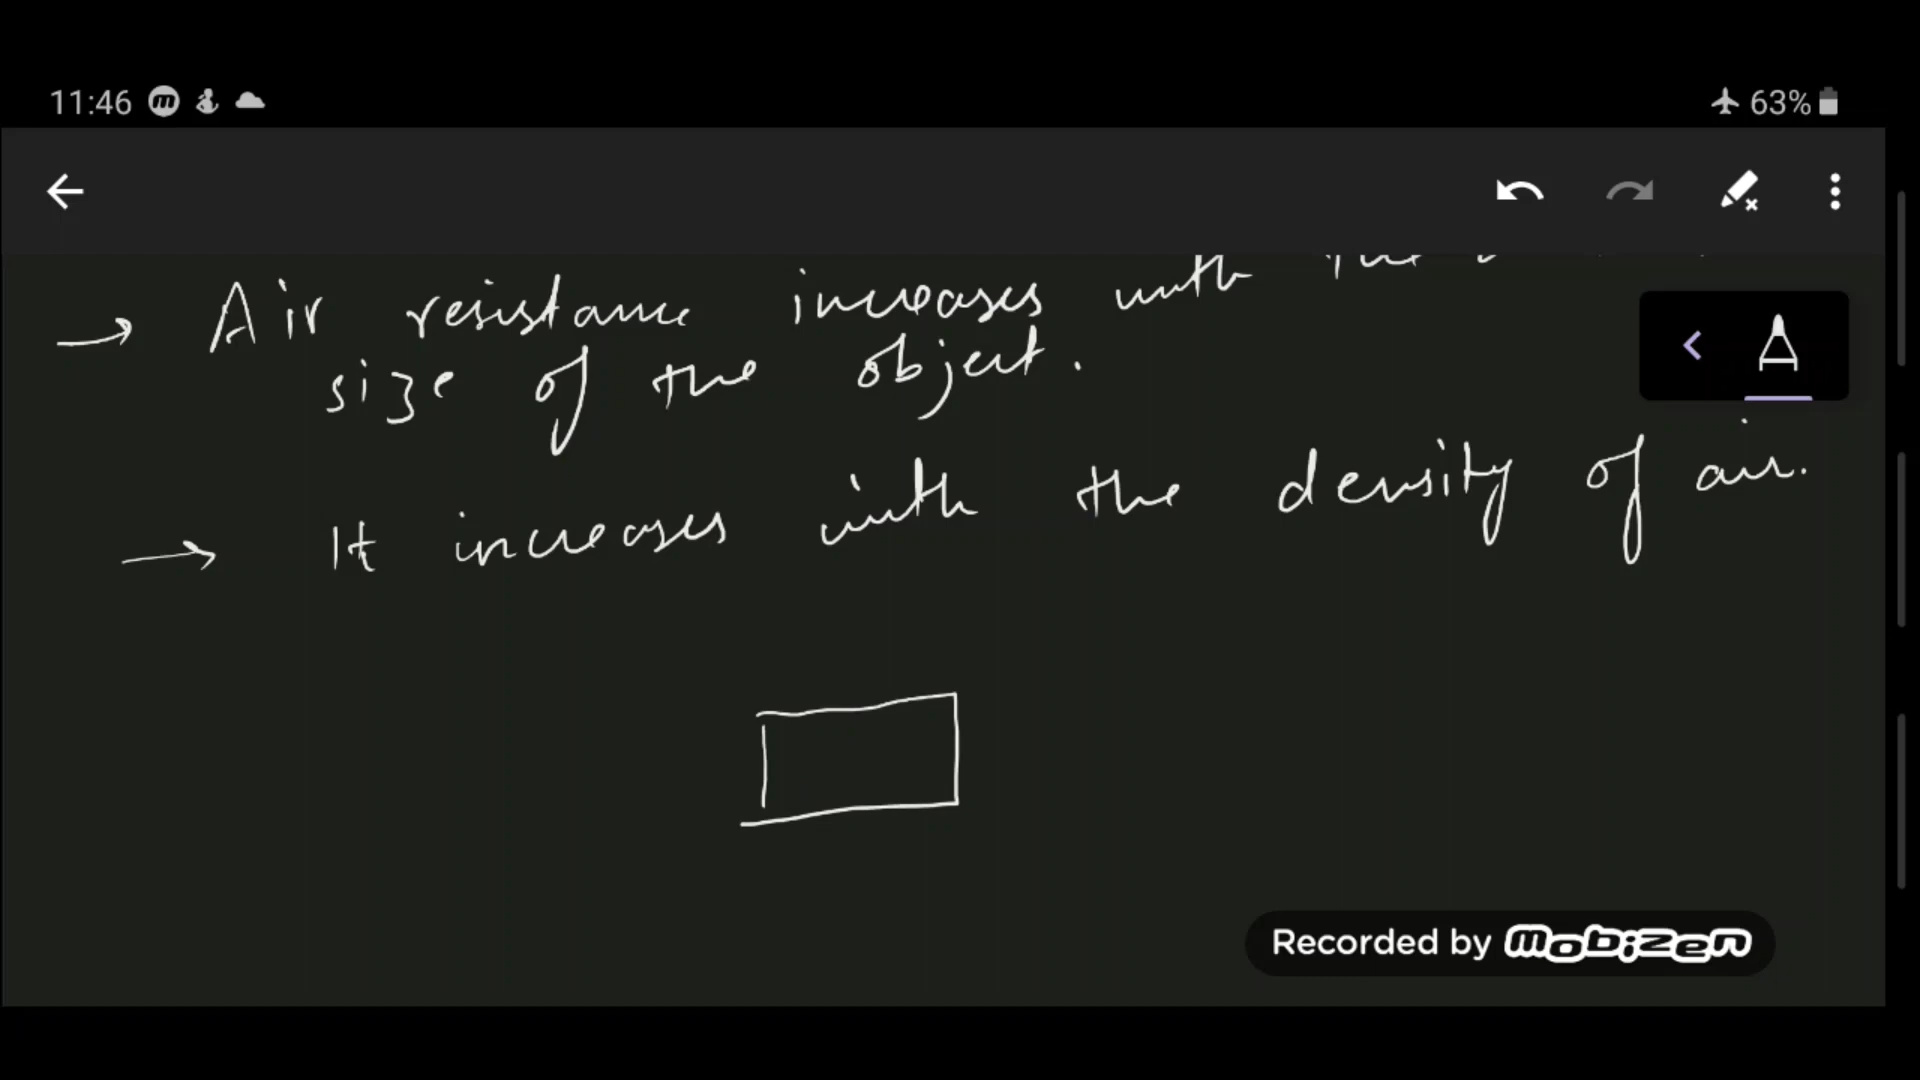 11:46 63%
→ Air resistance increases with the
size of the object.
→ It increases with the density of air.
Recorded by mobizen